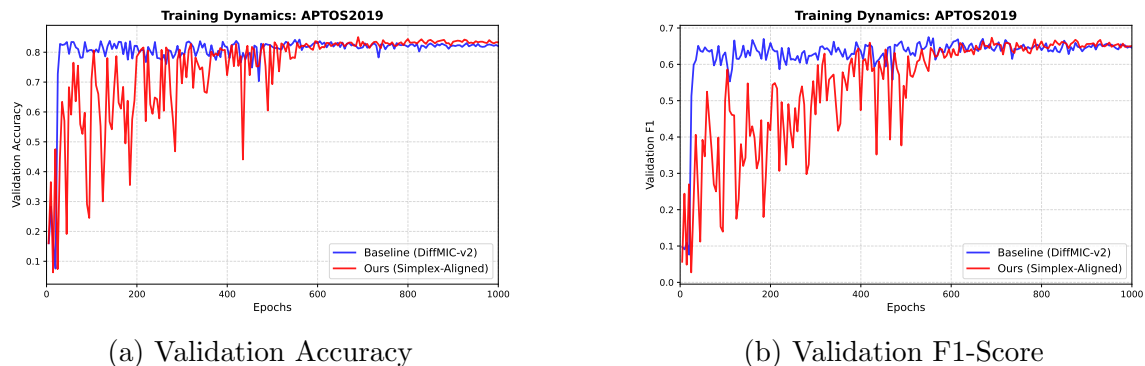 Training Dynamics: APTOS2019
Validation Accuracy
0.8
0.7
0.6
0.5
0.4
0.3
0.2
0.1
0
200
400
600
800
1000
Epochs
Baseline (DiffMIC-v2)
Ours (Simplex-Aligned)
(a) Validation Accuracy
Training Dynamics: APTOS2019
Validation F1
0.7
0.6
0.5
0.4
0.3
0.2
0.1
0.0
0
200
400
600
800
1000
Epochs
Baseline (DiffMIC-v2)
Ours (Simplex-Aligned)
(b) Validation F1-Score